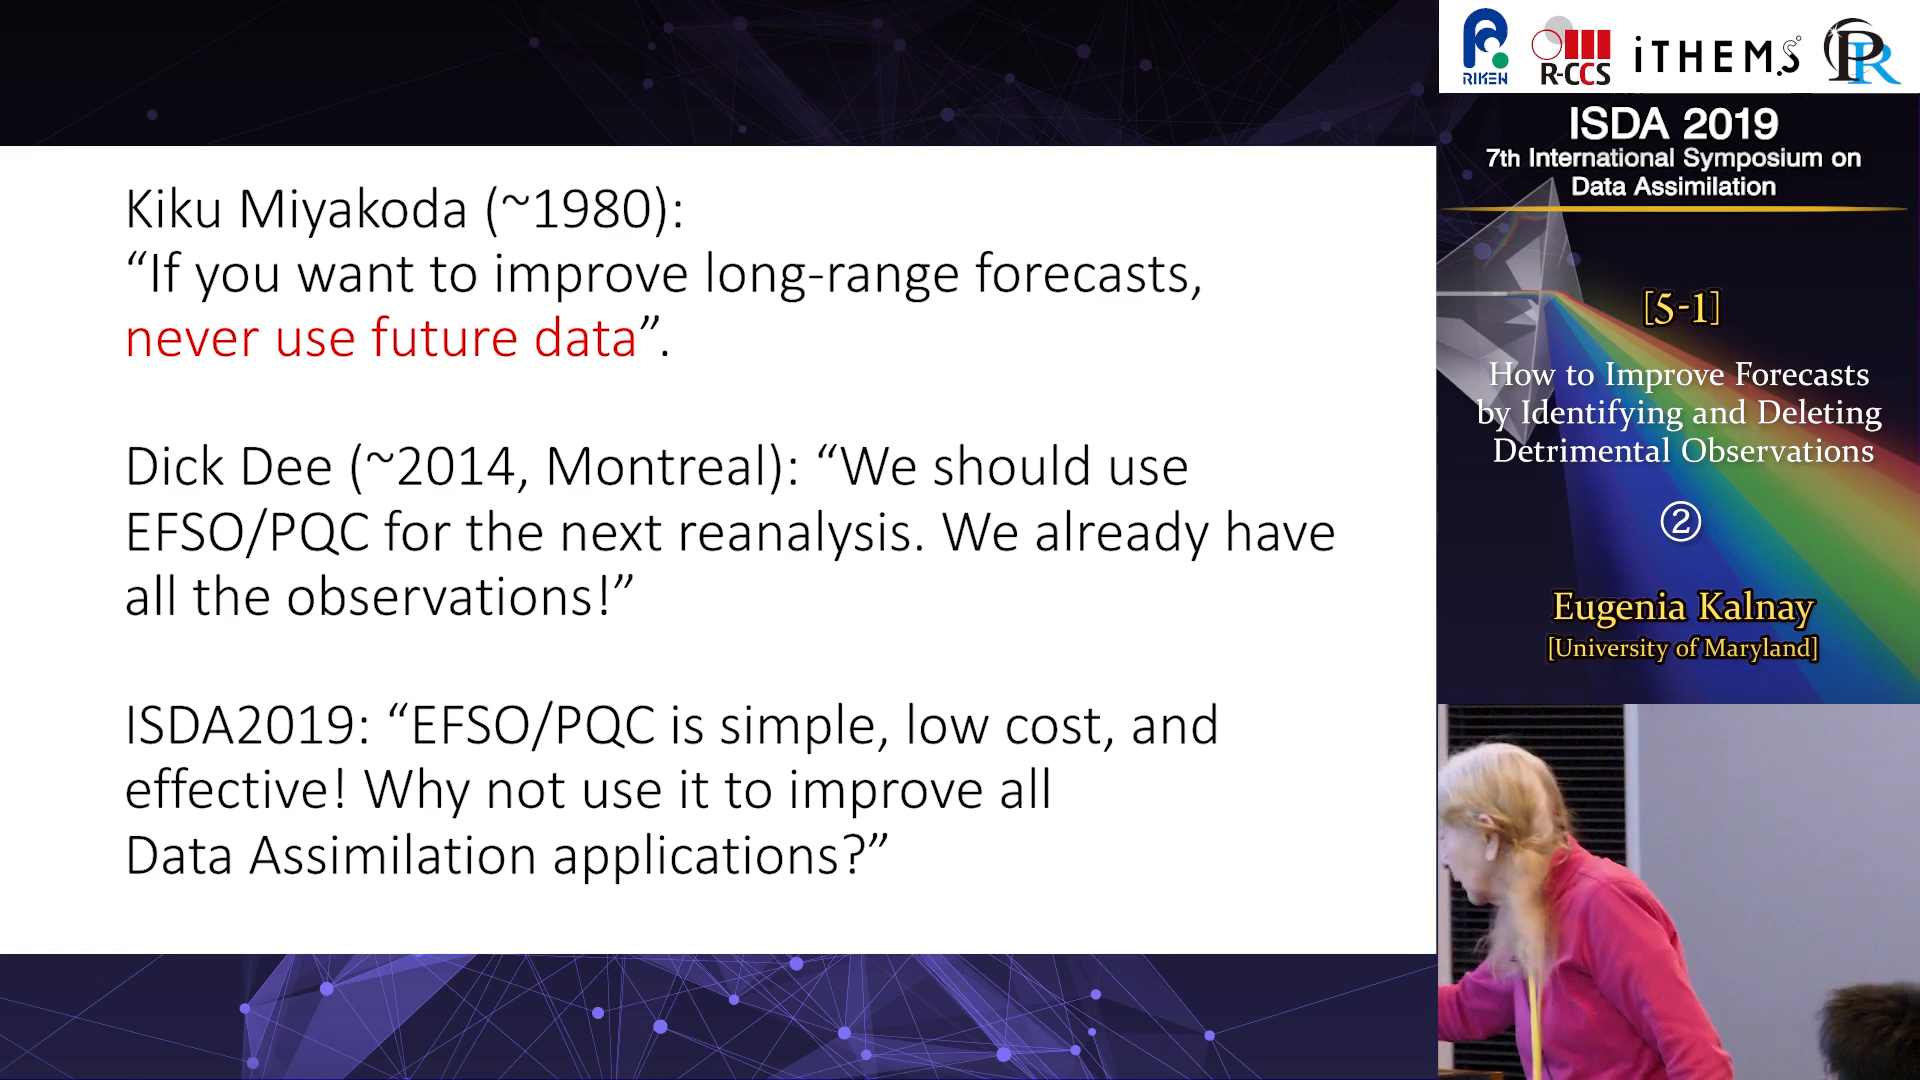 Kiku Miyakoda (~1980):
“If you want to improve long-range forecasts,
never use future data”.
Dick Dee (~2014, Montreal): “We should use
EFSO/PQC for the next reanalysis. We already have
all the observations!”
ISDA2019: “EFSO/PQC is simple, low cost, and
effective! Why not use it to improve all
Data Assimilation applications?”
RIKEN
R-CCS
iTHEMS
PR
ISDA 2019
7th International Symposium on
Data Assimilation
[5-1]
How to Improve Forecasts
by Identifying and Deleting
Detrimental Observations
②
Eugenia Kalnay
[University of Maryland]